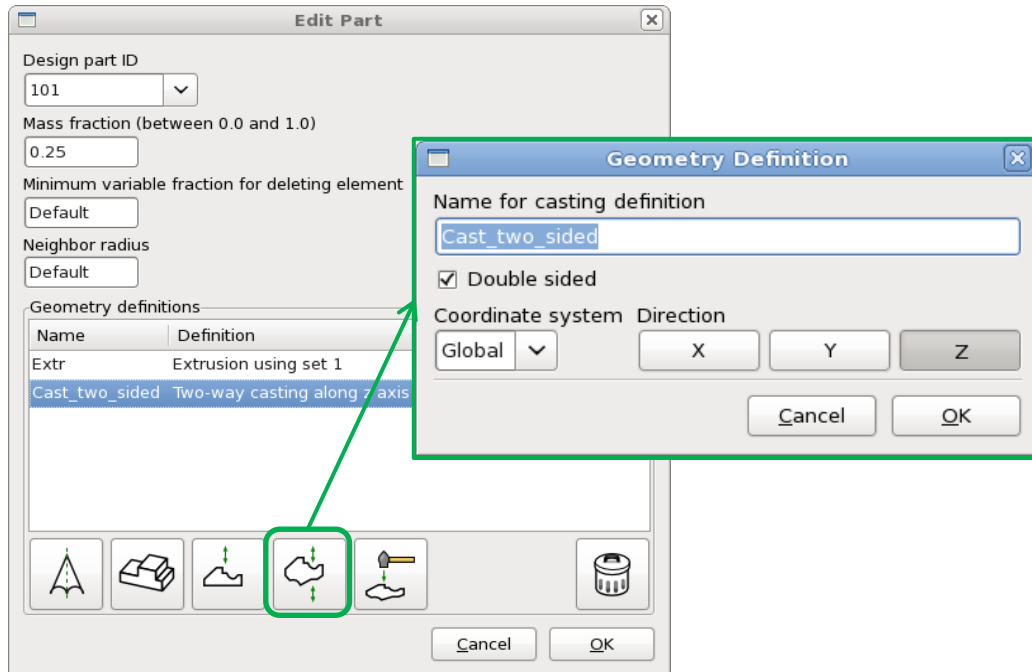 Edit Part
Design part ID
101
Mass fraction (between 0.0 and 1.0)
0.25
Minimum variable fraction for deleting element
Default
Neighbor radius
Default
Geometry definitions
Name Definition
Extr Extrusion using set 1
Cast_two_sided Two-way casting along z axis
Cancel OK
Geometry Definition
Name for casting definition
Cast_two_sided
Double sided
Coordinate system Direction
Global X Y Z
Cancel OK